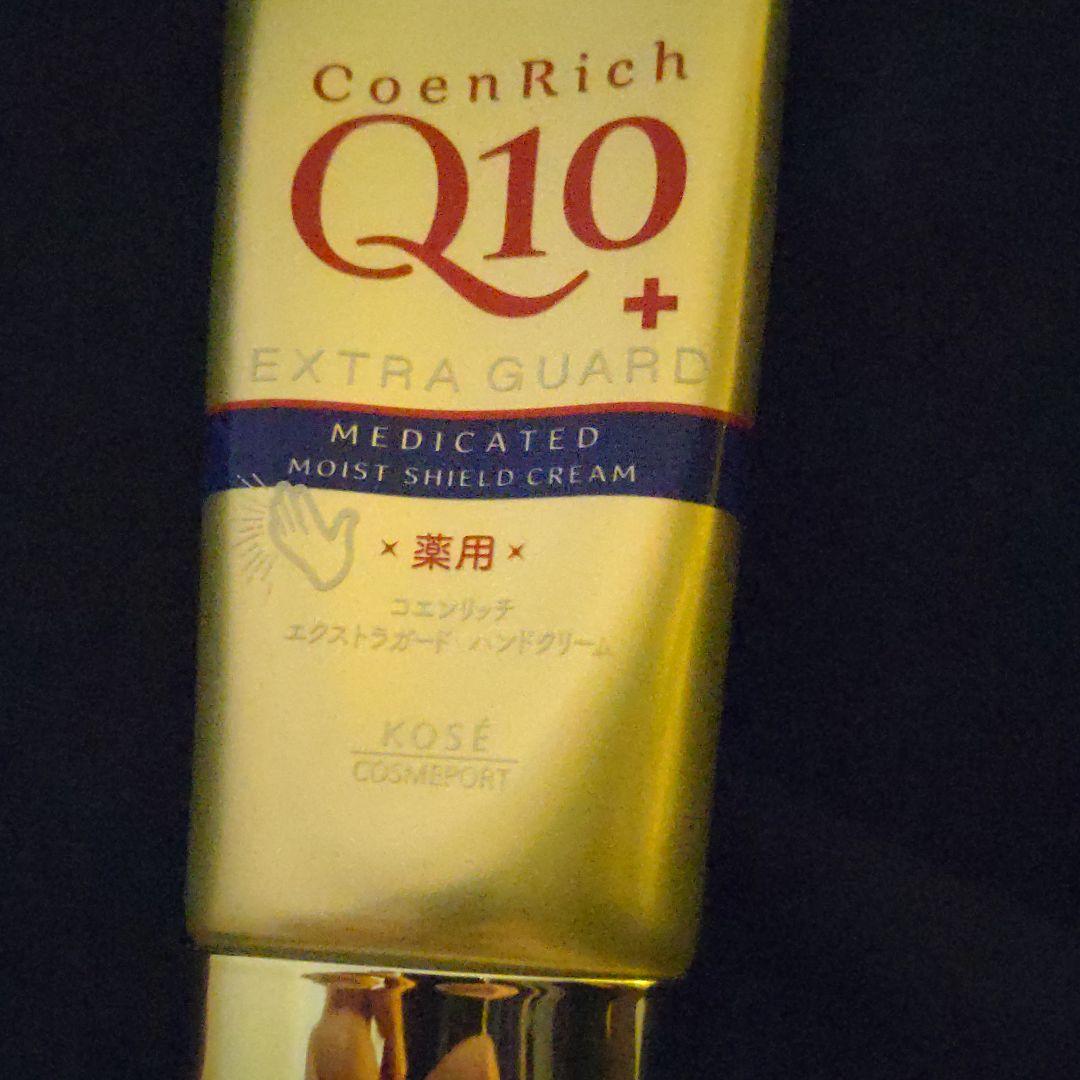 CoenRich
Q10
+
EXTRA GUARD
MEDICATED
MOIST SHIELD CREAM
薬用
コエンリッチ
エクストラガード ハンドクリーム
KOSÉ
COSMEPORT